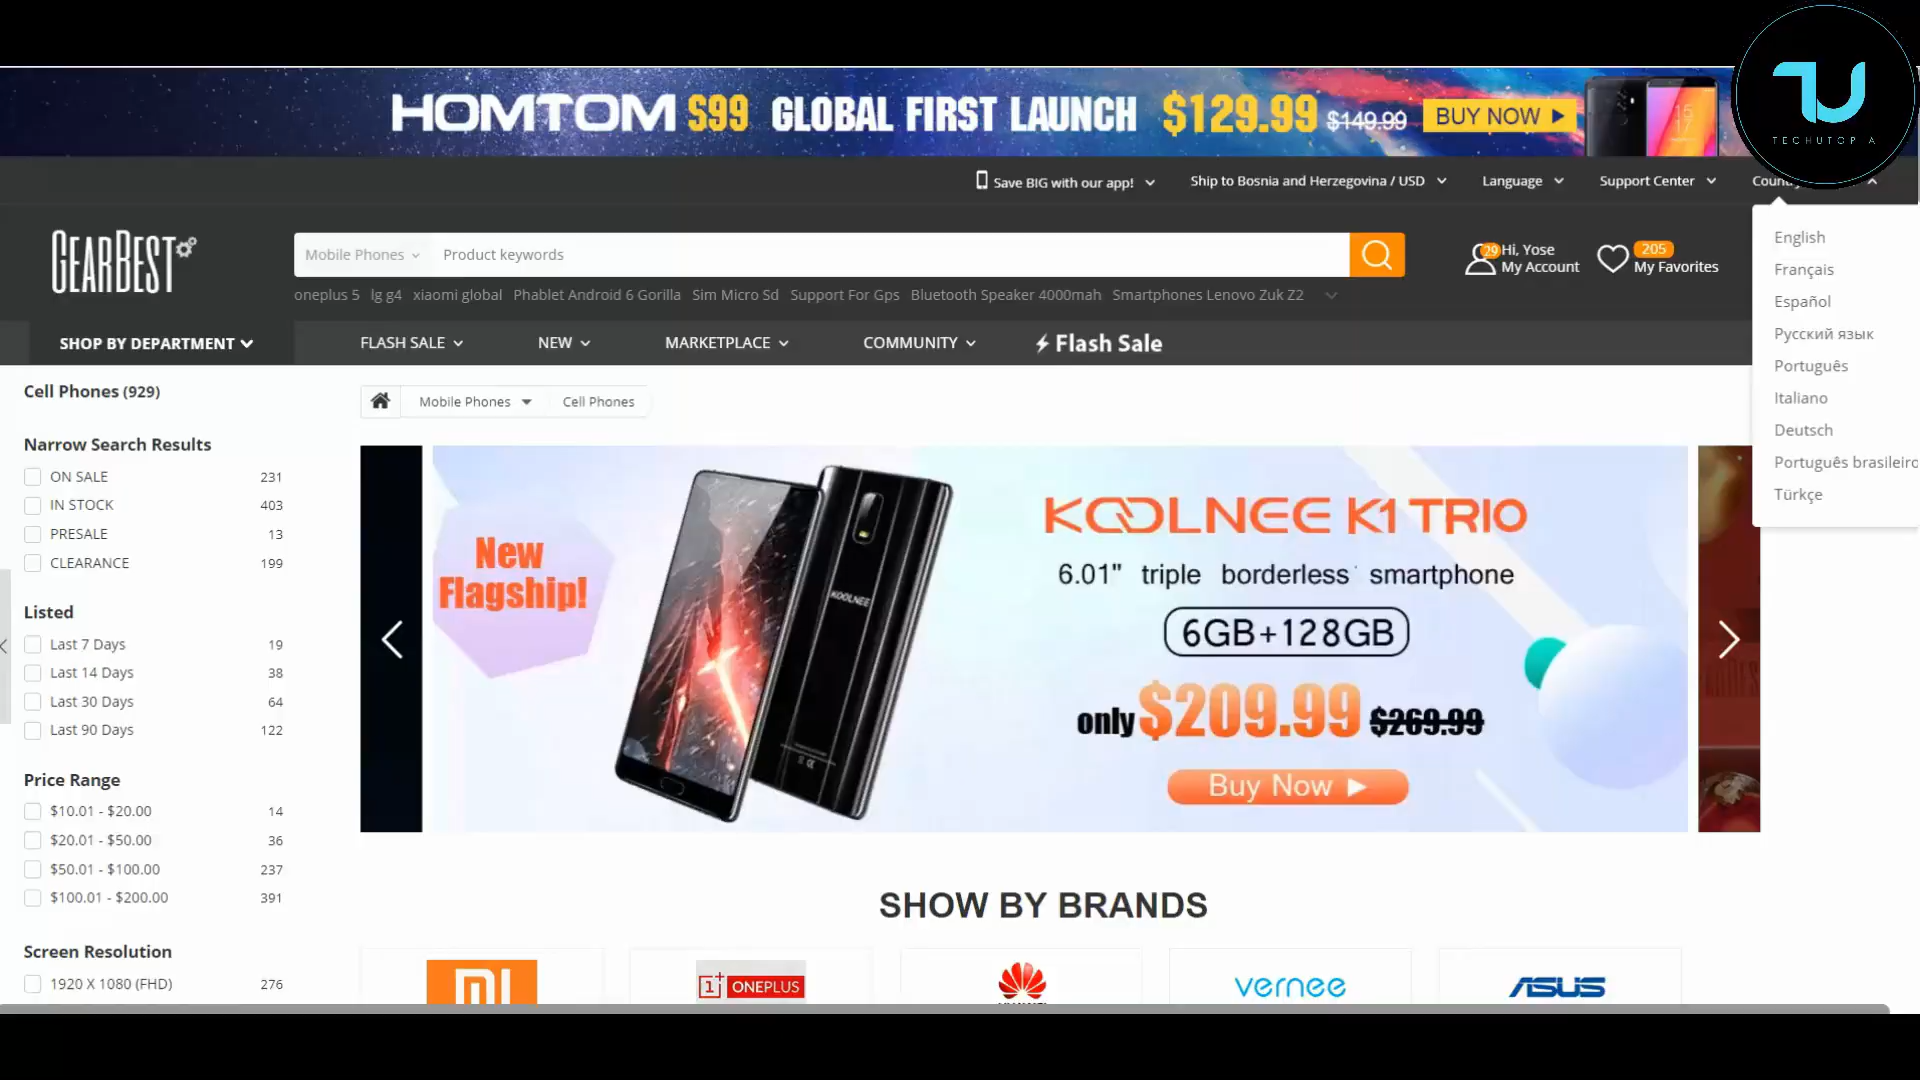 HOMTOM S99 GLOBAL FIRST LAUNCH $129.99 $149.99 BUY NOW
TECHUTOPIA
Save BIG with our app! Ship to Bosnia and Herzegovina / USD Language Support Center
GEARBEST
Mobile Phones Product keywords
29 Hi, Yose
My Account
205
My Favorites
oneplus 5 lg g4 xiaomi global Phablet Android 6 Gorilla Sim Micro Sd Support For Gps Bluetooth Speaker 4000mah Smartphones Lenovo Zuk Z2
English
Français
Español
Русский язык
Português
Italiano
Deutsch
Português brasileiro
Türkçe
SHOP BY DEPARTMENT FLASH SALE NEW MARKETPLACE COMMUNITY Flash Sale
Cell Phones (929)
Mobile Phones Cell Phones
Narrow Search Results
ON SALE 231
IN STOCK 403
PRESALE 13
CLEARANCE 199
Listed
Last 7 Days 19
Last 14 Days 38
Last 30 Days 64
Last 90 Days 122
Price Range
$10.01 - $20.00 14
$20.01 - $50.00 36
$50.01 - $100.00 237
$100.01 - $200.00 391
Screen Resolution
1920 X 1080 (FHD) 276
New
Flagship!
KOOLNEE
KOOLNEE K1 TRIO
6.01" triple borderless smartphone
6GB+128GB
only $209.99 $269.99
Buy Now
SHOW BY BRANDS
MI
1+ ONEPLUS
vernee
ASUS